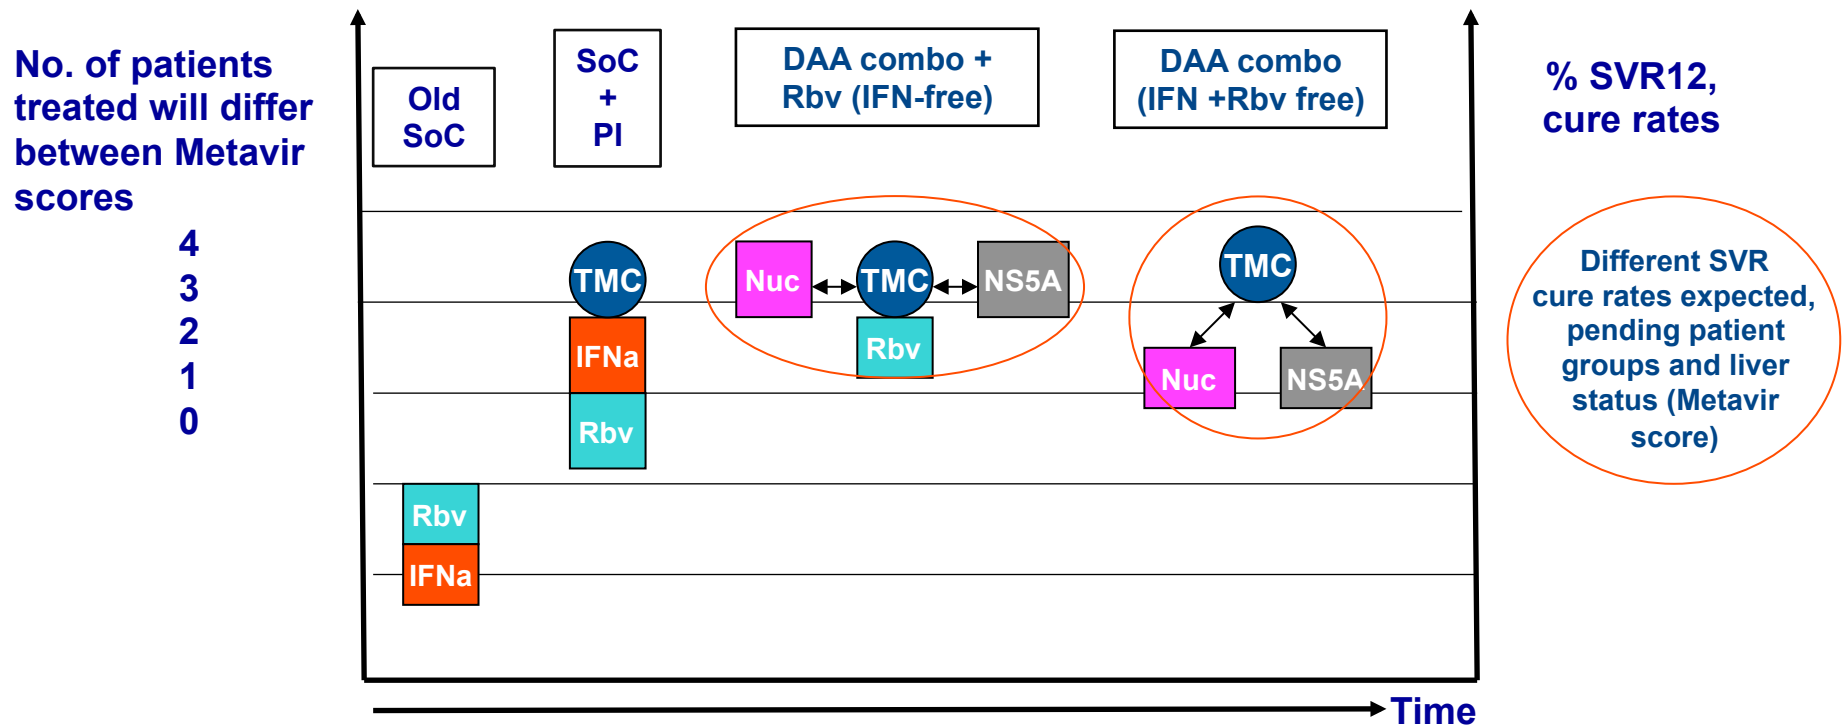 No. of patients
treated will differ
between Metavir
scores
4
3
2
1
0
Old
SoC
SoC
+
PI
DAA combo +
Rbv (IFN-free)
DAA combo
(IFN +Rbv free)
% SVR12,
cure rates
Rbv
IFNa
TMC
IFNa
Rbv
Nuc
TMC
NS5A
Rbv
TMC
Nuc
NS5A
Different SVR
cure rates expected,
pending patient
groups and liver
status (Metavir
score)
Time